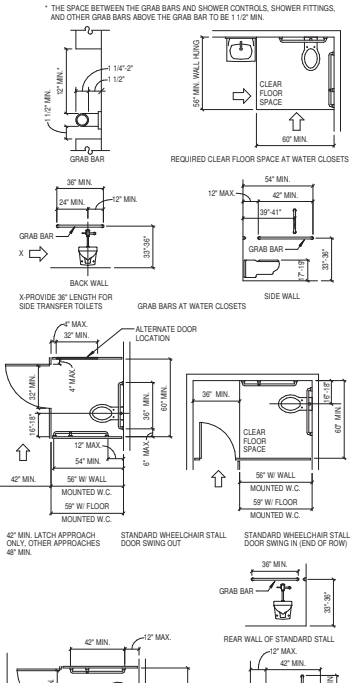 * THE SPACE BETWEEN THE GRAB BARS AND SHOWER CONTROLS, SHOWER FITTINGS,
AND OTHER GRAB BARS ABOVE THE GRAB BAR TO BE 1 1/2" MIN.
12" MIN.*
1 1/4"-2"
1 1/2"
1 1/2" MIN.
GRAB BAR
56" MIN. WALL HUNG
CLEAR
FLOOR
SPACE
60" MIN.
REQUIRED CLEAR FLOOR SPACE AT WATER CLOSETS
36" MIN.
24" MIN.
12" MIN.
GRAB BAR
X
33"-36"
BACK WALL
X-PROVIDE 36" LENGTH FOR
SIDE TRANSFER TOILETS
54" MIN.
12" MAX.
42" MIN.
39"-41"
GRAB BAR
17"-19"
33"-36"
SIDE WALL
GRAB BARS AT WATER CLOSETS
4" MAX.
32" MIN.
ALTERNATE DOOR
LOCATION
4" MAX.
32" MIN.
16"-18"
36" MIN.
60" MIN.
12" MAX.
6" MAX.
54" MIN.
42" MIN.
56" W/ WALL
MOUNTED W.C.
59" W/ FLOOR
MOUNTED W.C.
42" MIN. LATCH APPROACH
ONLY, OTHER APPROACHES
48" MIN.
STANDARD WHEELCHAIR STALL
DOOR SWING OUT
36" MIN.
CLEAR
FLOOR
SPACE
16"-18"
60" MIN.
56" W/ WALL
MOUNTED W.C.
59" W/ FLOOR
MOUNTED W.C.
STANDARD WHEELCHAIR STALL
DOOR SWING IN (END OF ROW)
36" MIN.
GRAB BAR
33"-36"
REAR WALL OF STANDARD STALL
42" MIN.
12" MAX.
12" MAX.
42" MIN.